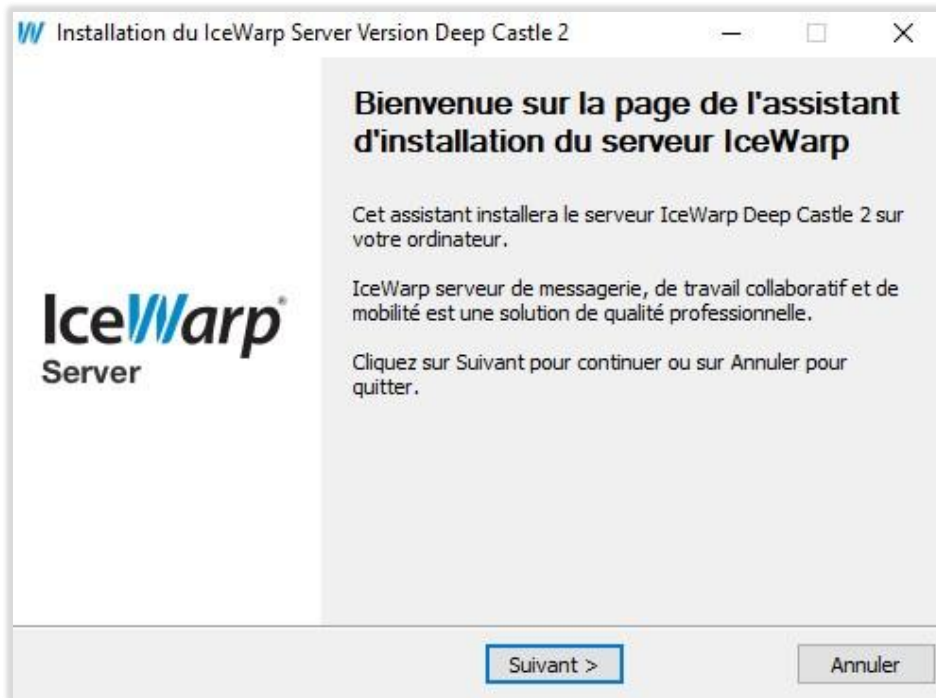 Installation du IceWarp Server Version Deep Castle 2
Bienvenue sur la page de l'assistant
d'installation du serveur IceWarp
Cet assistant installera le serveur IceWarp Deep Castle 2 sur
votre ordinateur.
IceWarp serveur de messagerie, de travail collaboratif et de
mobilité est une solution de qualité professionnelle.
Cliquez sur Suivant pour continuer ou sur Annuler pour
quitter.
IceWarp®
Server
Suivant >
Annuler